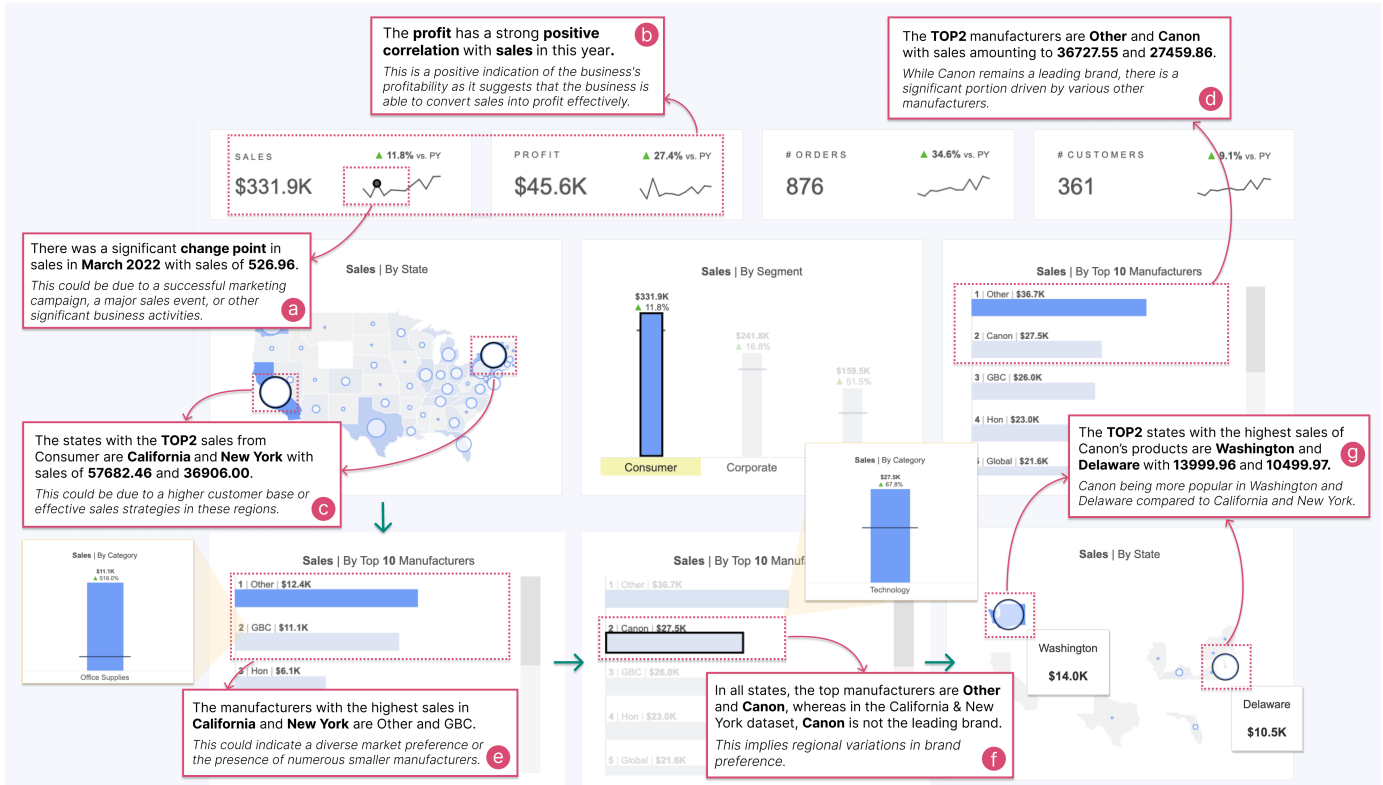 The profit has a strong positive
correlation with sales in this year.
This is a positive indication of the business's
profitability as it suggests that the business is
able to convert sales into profit effectively.
b
The TOP2 manufacturers are Other and Canon
with sales amounting to 36727.55 and 27459.86.
While Canon remains a leading brand, there is a
significant portion driven by various other
manufacturers.
d
SALES
▲ 11.8% vs. PY
$331.9K
PROFIT
▲ 27.4% vs. PY
$45.6K
# ORDERS
▲ 34.6% vs. PY
876
# CUSTOMERS
▲ 9.1% vs. PY
361
There was a significant change point in
sales in March 2022 with sales of 526.96.
This could be due to a successful marketing
campaign, a major sales event, or other
significant business activities.
a
Sales | By State
Sales | By Segment
$331.9K
▲ 11.8%
$241.8K
▲ 16.8%
$159.5K
▲ 51.5%
Consumer
Corporate
Sales | By Top 10 Manufacturers
1 | Other | $36.7K
2 | Canon | $27.5K
3 | GBC | $26.0K
4 | Hon | $23.0K
| Global | $21.6K
The states with the TOP2 sales from
Consumer are California and New York with
sales of 57682.46 and 36906.00.
This could be due to a higher customer base or
effective sales strategies in these regions.
c
Sales | By Category
$27.5K
▲ 67.8%
Technology
The TOP2 states with the highest sales of
Canon's products are Washington and
Delaware with 13999.96 and 10499.97.
Canon being more popular in Washington and
Delaware compared to California and New York.
g
Sales | By Category
$11.1K
▲ 516.0%
Office Supplies
Sales | By Top 10 Manufacturers
1 | Other | $12.4K
2 | GBC | $11.1K
3 | Hon | $6.1K
The manufacturers with the highest sales in
California and New York are Other and GBC.
This could indicate a diverse market preference or
the presence of numerous smaller manufacturers.
e
Sales | By Top 10 Manuf
1 | Other | $36.7K
2 | Canon | $27.5K
3 | GBC | $26.0K
4 | Hon | $23.0K
5 | Global | $21.6K
In all states, the top manufacturers are Other
and Canon, whereas in the California & New
York dataset, Canon is not the leading brand.
This implies regional variations in brand
preference.
f
Sales | By State
Washington
$14.0K
Delaware
$10.5K